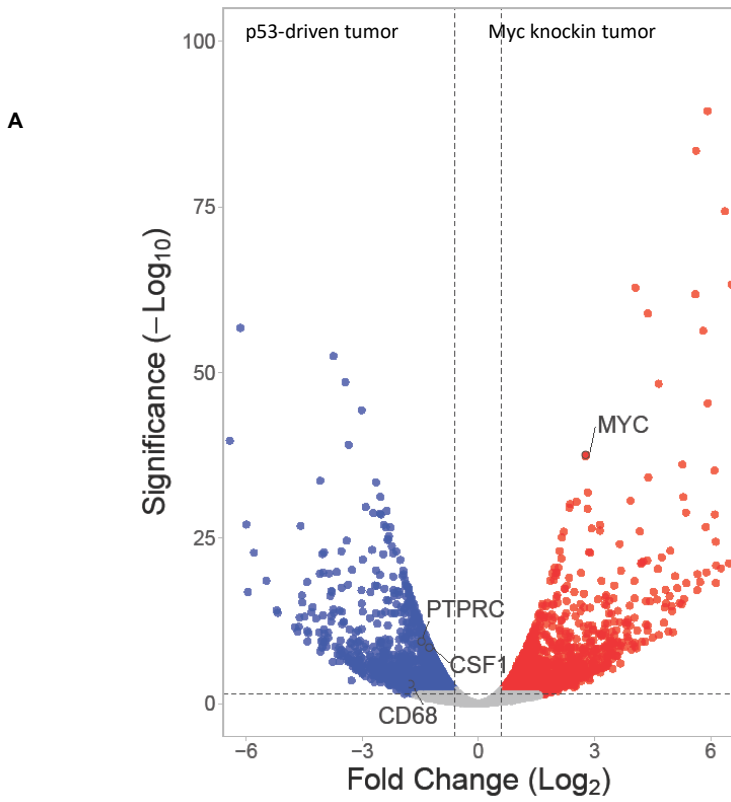 p53-driven tumor Myc knockin tumor
A
100
75
50
25
0
Significance (−Log10)
MYC
PTPRC
CSF1
CD68
−6 −3 0 3 6
Fold Change (Log2)